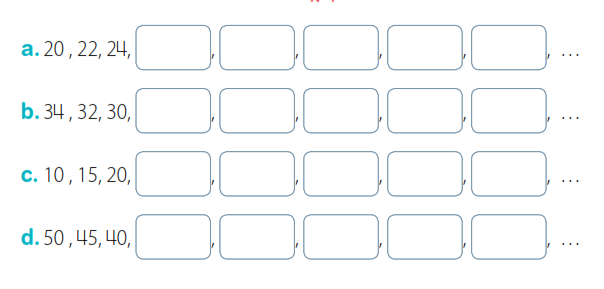 a. 20 , 22, 24, , , , , , ...
b. 34 , 32, 30, , , , , , ...
c. 10 , 15, 20, , , , , , ...
d. 50 , 45, 40, , , , , , ...